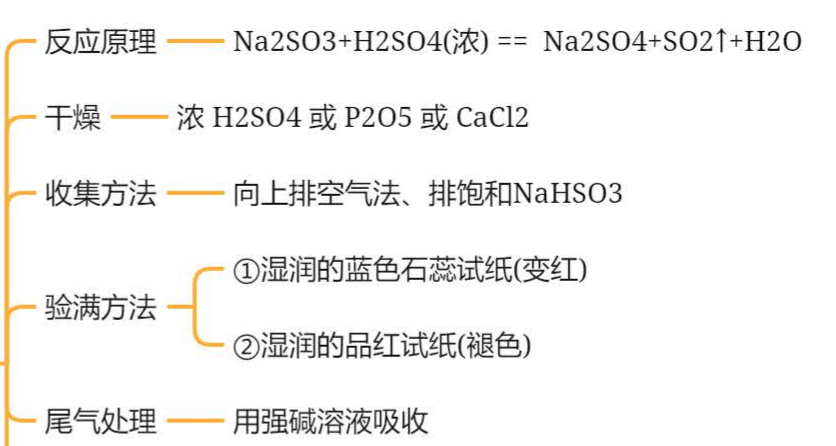 反应原理
Na2SO3+H2SO4(浓) == Na2SO4+SO2↑+H2O
干燥
浓 H2SO4 或 P2O5 或 CaCl2
收集方法
向上排空气法、排饱和NaHSO3
验满方法
①湿润的蓝色石蕊试纸(变红)
②湿润的品红试纸(褪色)
尾气处理
用强碱溶液吸收